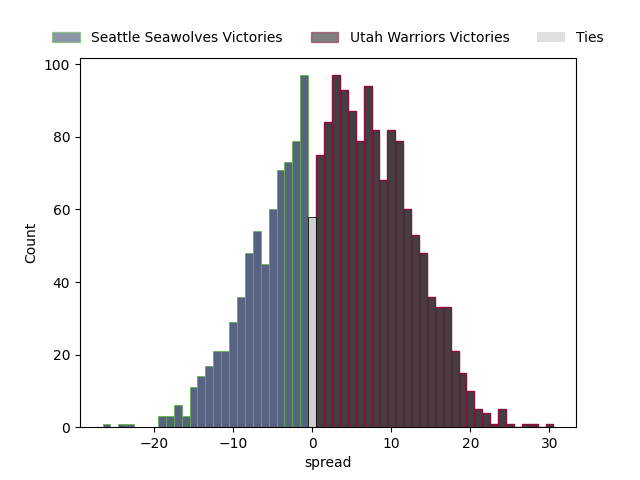 Seattle Seawolves Victories Utah Warriors Victories Ties
100
80
60
40
20
0
Count
−20 −10 0 10 20 30
spread